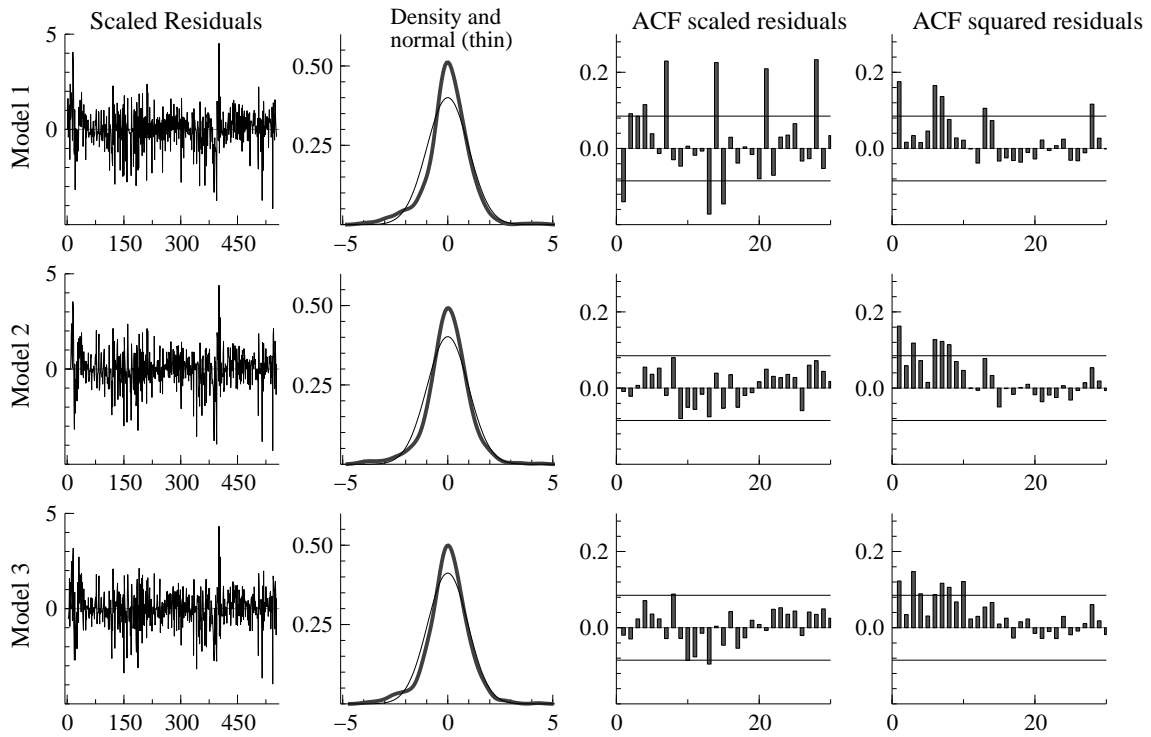 Scaled Residuals
Density and
normal (thin)
ACF scaled residuals
ACF squared residuals
Model 1
5
0
0 150 300 450
0.50
0.25
−5 0 5
0.2
0.0
0 20
0.2
0.0
20
Model 2
5
0
0 150 300 450
0.50
0.25
−5 0 5
0.2
0.0
0 20
0.2
0.0
20
Model 3
5
0
0 150 300 450
0.50
0.25
−5 0 5
0.2
0.0
0 20
0.2
0.0
20